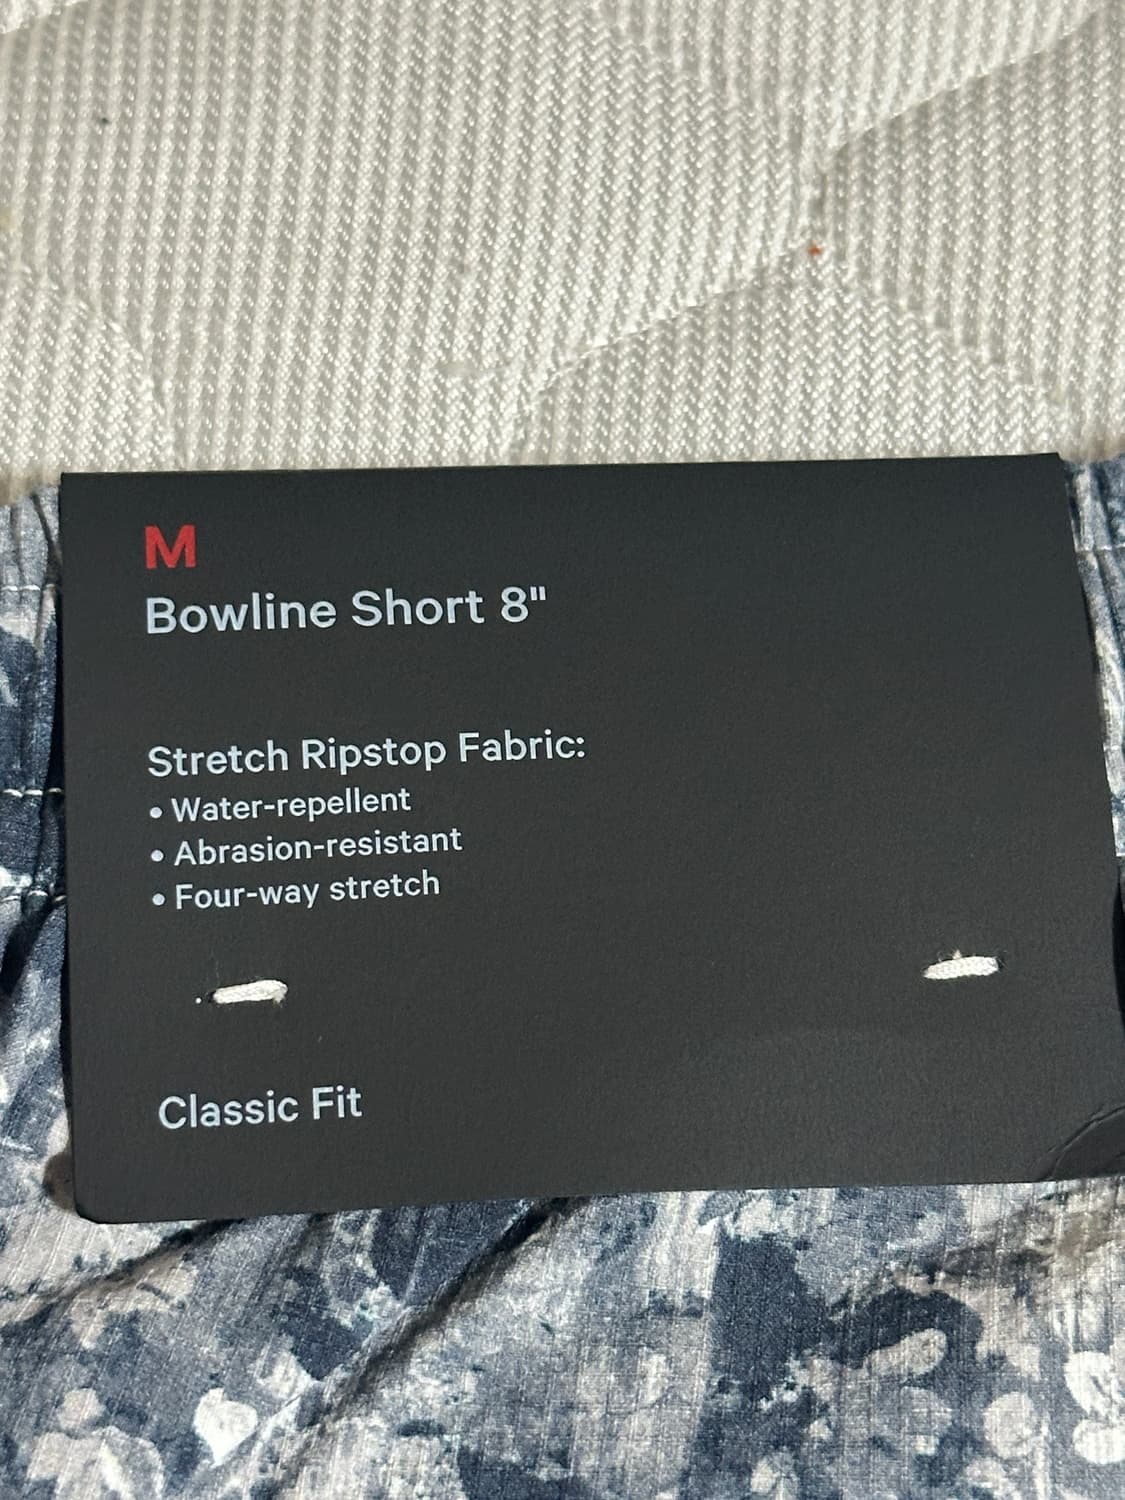 M
Bowline Short 8"
Stretch Ripstop Fabric:
• Water-repellent
• Abrasion-resistant
• Four-way stretch
Classic Fit